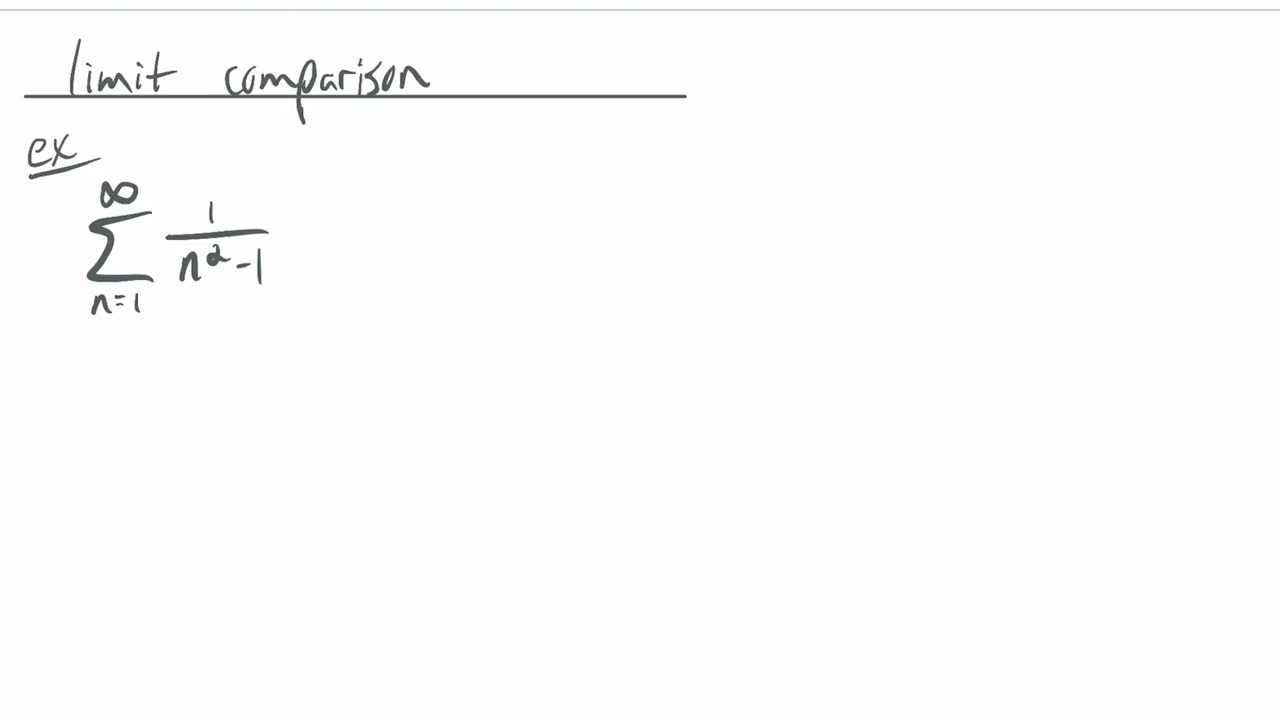 limit comparison
ex
∞
∑ 1/(n²-1)
n=1